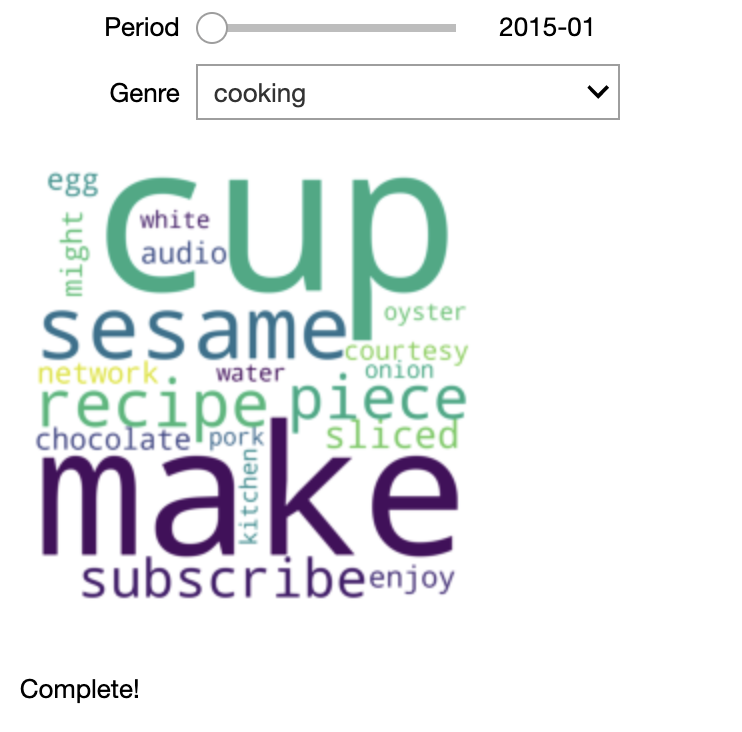 Period 2015-01
Genre cooking
egg
cup
white
might
audio
sesame
oyster
courtesy
network
water
onion
recipe
piece
chocolate
pork
sliced
make
kitchen
subscribe
enjoy
Complete!